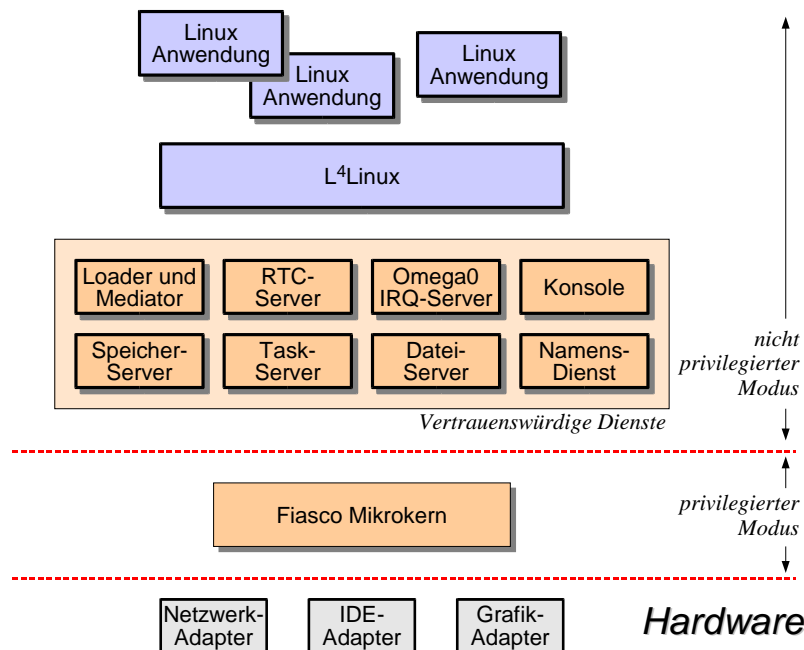 Linux
Anwendung
Linux
Anwendung
Linux
Anwendung
L⁴Linux
Loader und
Mediator
RTC-
Server
Omega0
IRQ-Server
Konsole
Speicher-
Server
Task-
Server
Datei-
Server
Namens-
Dienst
nicht
privilegierter
Modus
Vertrauenswürdige Dienste
Fiasco Mikrokern
privilegierter
Modus
Netzwerk-
Adapter
IDE-
Adapter
Grafik-
Adapter
Hardware